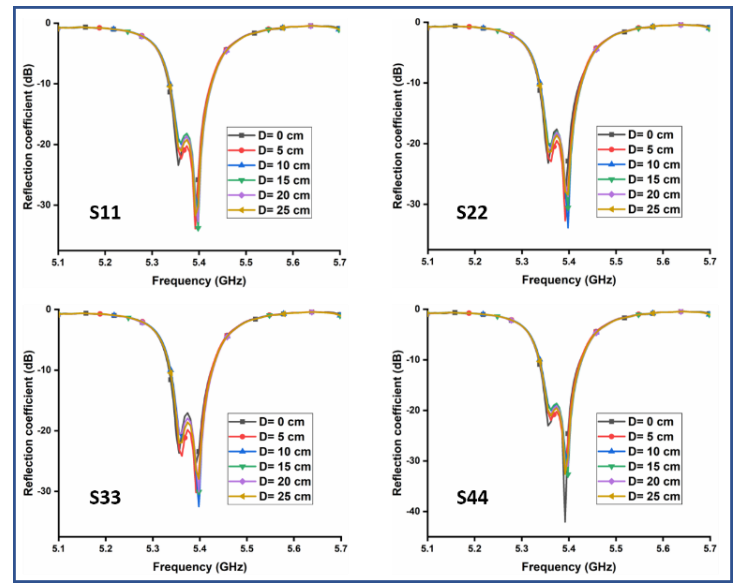 0
-10
-20
-30
Reflection coefficient (dB)
D= 0 cm
D= 5 cm
D= 10 cm
D= 15 cm
D= 20 cm
D= 25 cm
S11
5.1 5.2 5.3 5.4 5.5 5.6 5.7
Frequency (GHz)
0
-10
-20
-30
Reflection coefficient (dB)
D= 0 cm
D= 5 cm
D= 10 cm
D= 15 cm
D= 20 cm
D= 25 cm
S22
5.1 5.2 5.3 5.4 5.5 5.6 5.7
Frequency (GHz)
0
-10
-20
-30
Reflection coefficient (dB)
D= 0 cm
D= 5 cm
D= 10 cm
D= 15 cm
D= 20 cm
D= 25 cm
S33
5.1 5.2 5.3 5.4 5.5 5.6 5.7
Frequency (GHz)
0
-10
-20
-30
-40
Reflection coefficient (dB)
D= 0 cm
D= 5 cm
D= 10 cm
D= 15 cm
D= 20 cm
D= 25 cm
S44
5.1 5.2 5.3 5.4 5.5 5.6 5.7
Frequency (GHz)